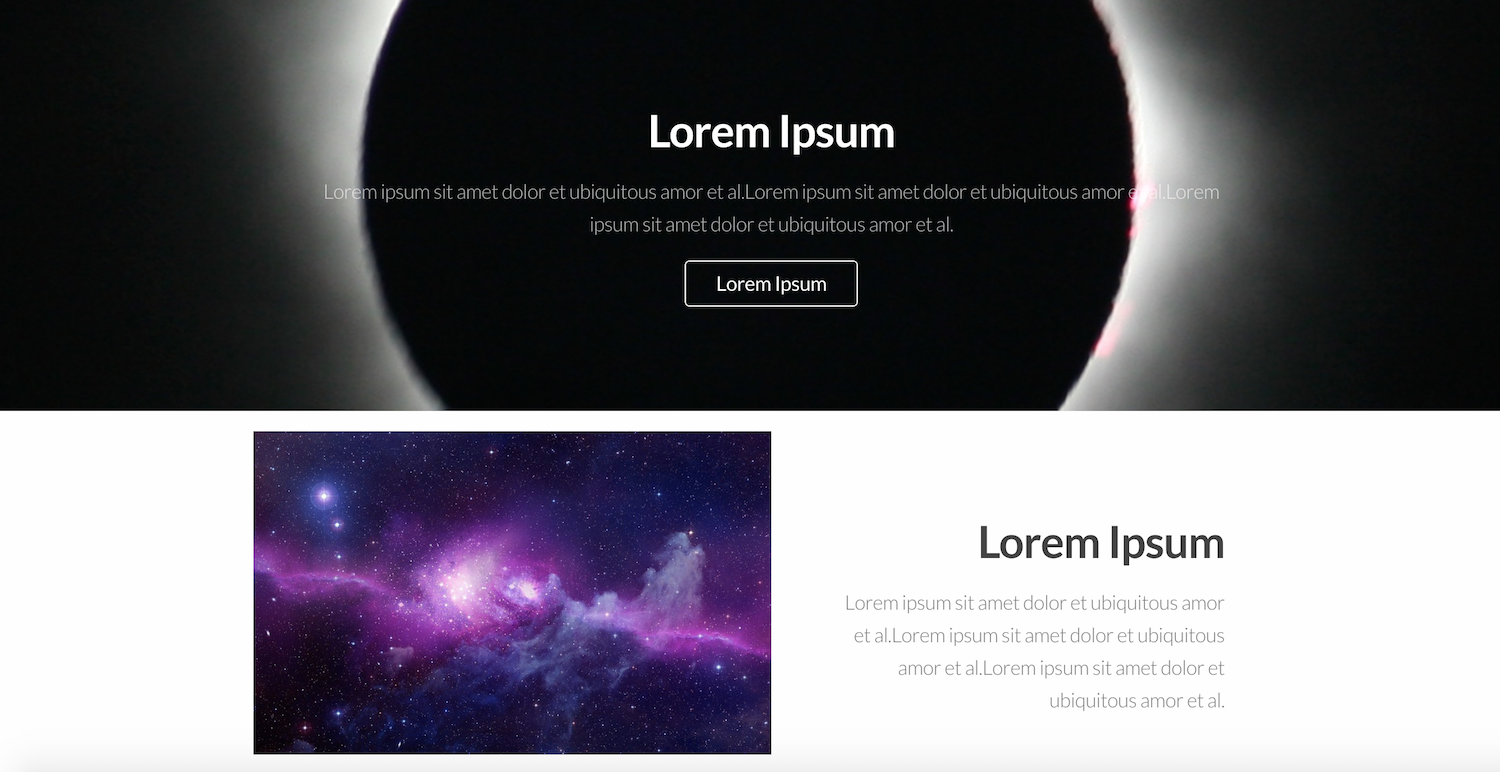 Lorem Ipsum
Lorem ipsum sit amet dolor et ubiquitous amor et al.Lorem ipsum sit amet dolor et ubiquitous amor et al.Lorem
ipsum sit amet dolor et ubiquitous amor et al.
Lorem Ipsum
Lorem Ipsum
Lorem ipsum sit amet dolor et ubiquitous amor
et al.Lorem ipsum sit amet dolor et ubiquitous
amor et al.Lorem ipsum sit amet dolor et
ubiquitous amor et al.